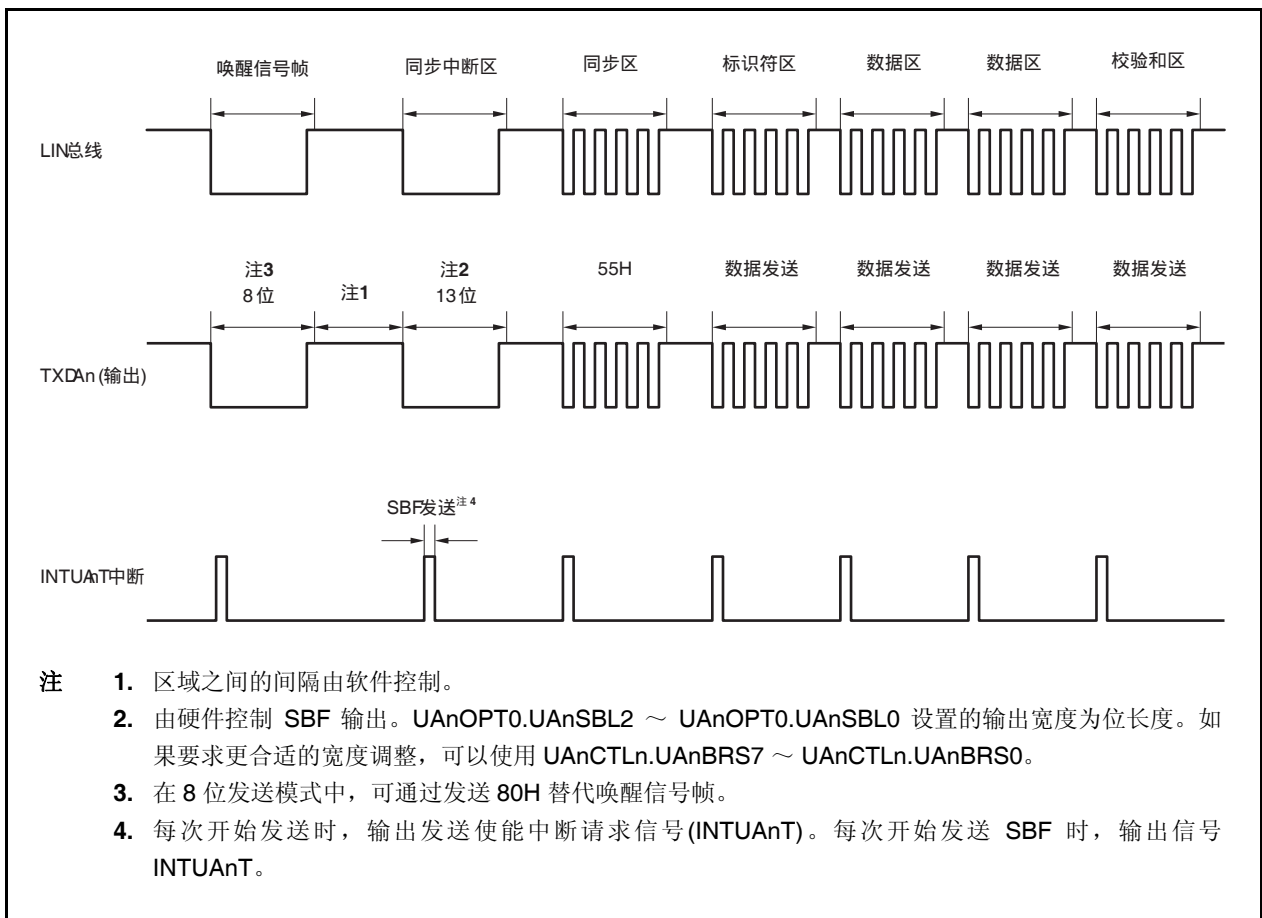 唤醒信号帧 同步中断区 同步区 标识符区 数据区 数据区 校验和区
LIN总线
注3 注2 55H 数据发送 数据发送 数据发送 数据发送
8位 注1 13位
TXDAn (输出)
SBF发送注 4
INTUAnT中断
注 1. 区域之间的间隔由软件控制。
2. 由硬件控制 SBF 输出。UAnOPT0.UAnSBL2 ～ UAnOPT0.UAnSBL0 设置的输出宽度为位长度。如
果要求更合适的宽度调整，可以使用 UAnCTLn.UAnBRS7 ～ UAnCTLn.UAnBRS0。
3. 在 8 位发送模式中，可通过发送 80H 替代唤醒信号帧。
4. 每次开始发送时，输出发送使能中断请求信号(INTUAnT)。每次开始发送 SBF 时，输出信号
INTUAnT。